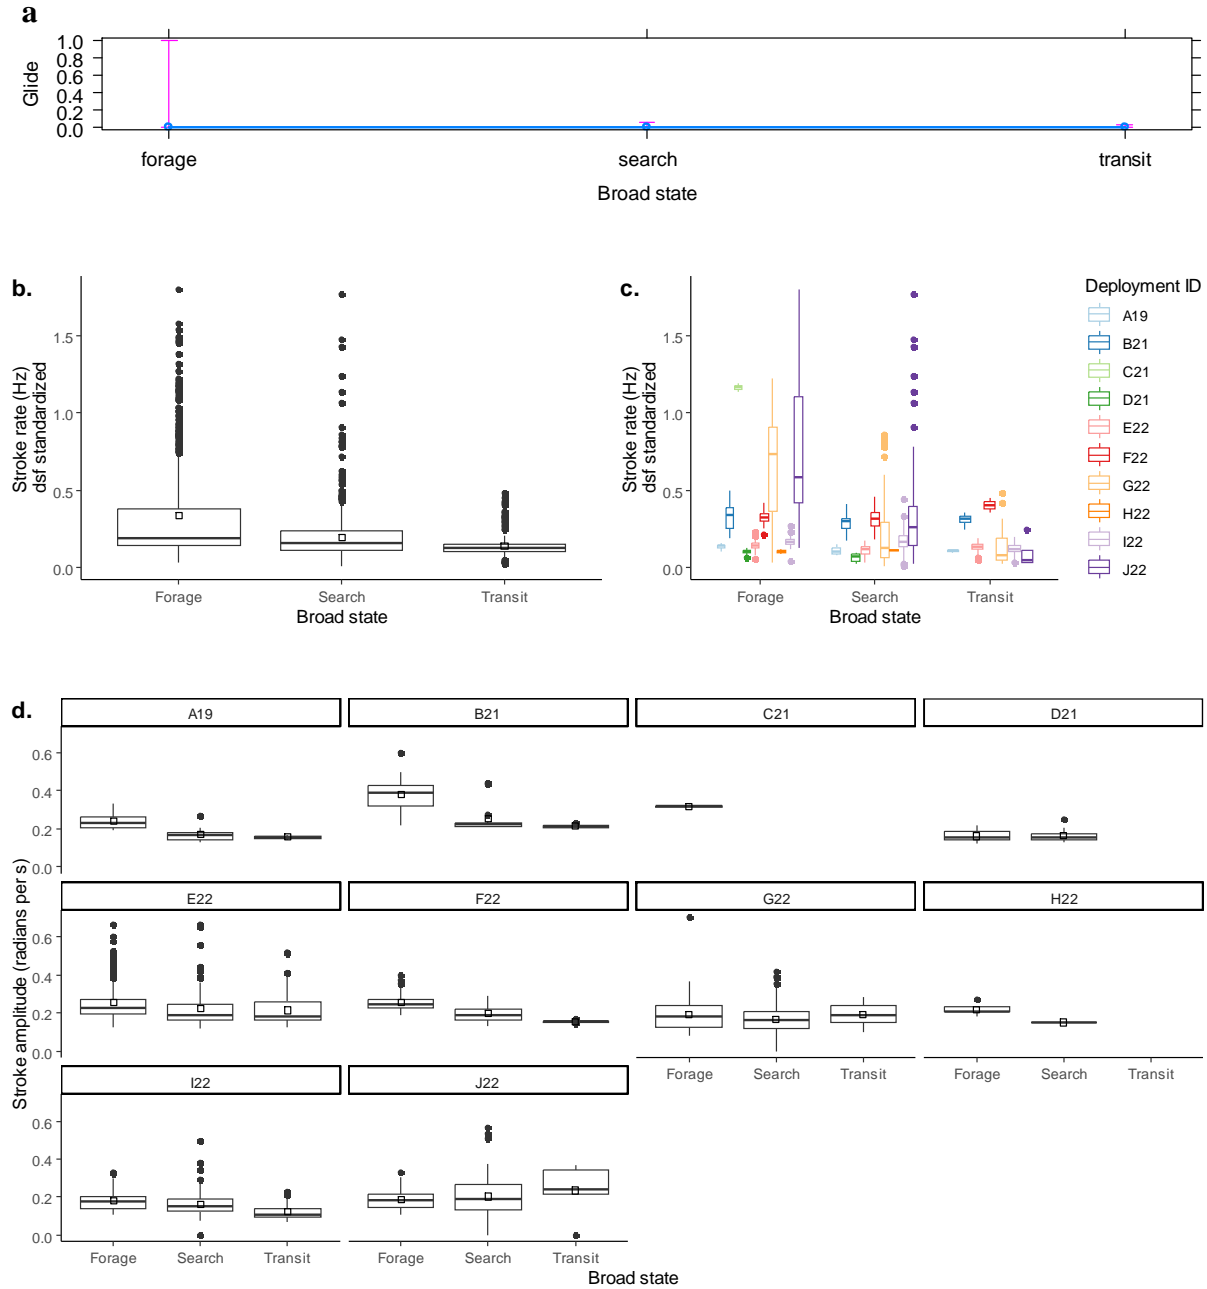 a
1.0
0.8
0.6
0.4
0.2
0.0
Glide
forage search transit
Broad state
b.
Stroke rate (Hz)
dsf standardized
1.5
1.0
0.5
0.0
Forage Search Transit
Broad state
c.
Stroke rate (Hz)
dsf standardized
1.5
1.0
0.5
0.0
Forage Search Transit
Broad state
Deployment ID
A19
B21
C21
D21
E22
F22
G22
H22
I22
J22
d.
Stroke amplitude (radians per s)
A19 B21 C21 D21
0.6
0.4
0.2
0.0
E22 F22 G22 H22
0.6
0.4
0.2
0.0
Forage Search Transit Forage Search Transit
I22 J22
0.6
0.4
0.2
0.0
Forage Search Transit Forage Search Transit
Broad state